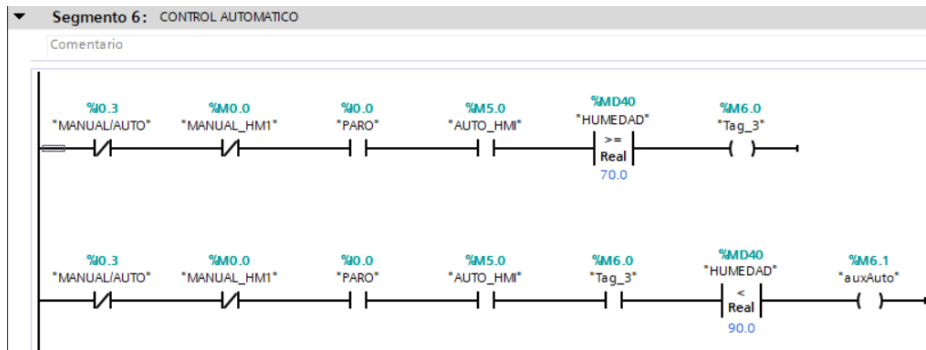 Segmento 6: CONTROL AUTOMATICO
Comentario
%I0.3 %M0.0 %I0.0 %M5.0 %MD40 %M6.0
"MANUAL/AUTO" "MANUAL_HM1" "PARO" "AUTO_HMI" "HUMEDAD" "Tag_3"
>=
Real
70.0
%I0.3 %M0.0 %I0.0 %M5.0 %M6.0 %MD40 %M6.1
"MANUAL/AUTO" "MANUAL_HM1" "PARO" "AUTO_HMI" "Tag_3" "HUMEDAD" "auxAuto"
<
Real
90.0